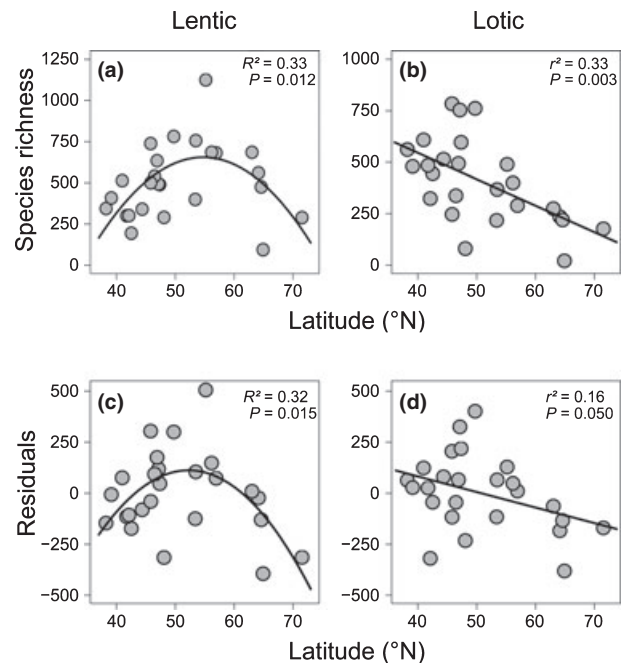 Lentic
Lotic
(a)
R² = 0.33
P = 0.012
Species richness
1250
1000
750
500
250
0
40 50 60 70
(b)
r² = 0.33
P = 0.003
1000
750
500
250
0
40 50 60 70
Latitude (°N)
(c)
R² = 0.32
P = 0.015
Residuals
500
250
0
−250
−500
40 50 60 70
(d)
r² = 0.16
P = 0.050
500
250
0
−250
−500
40 50 60 70
Latitude (°N)